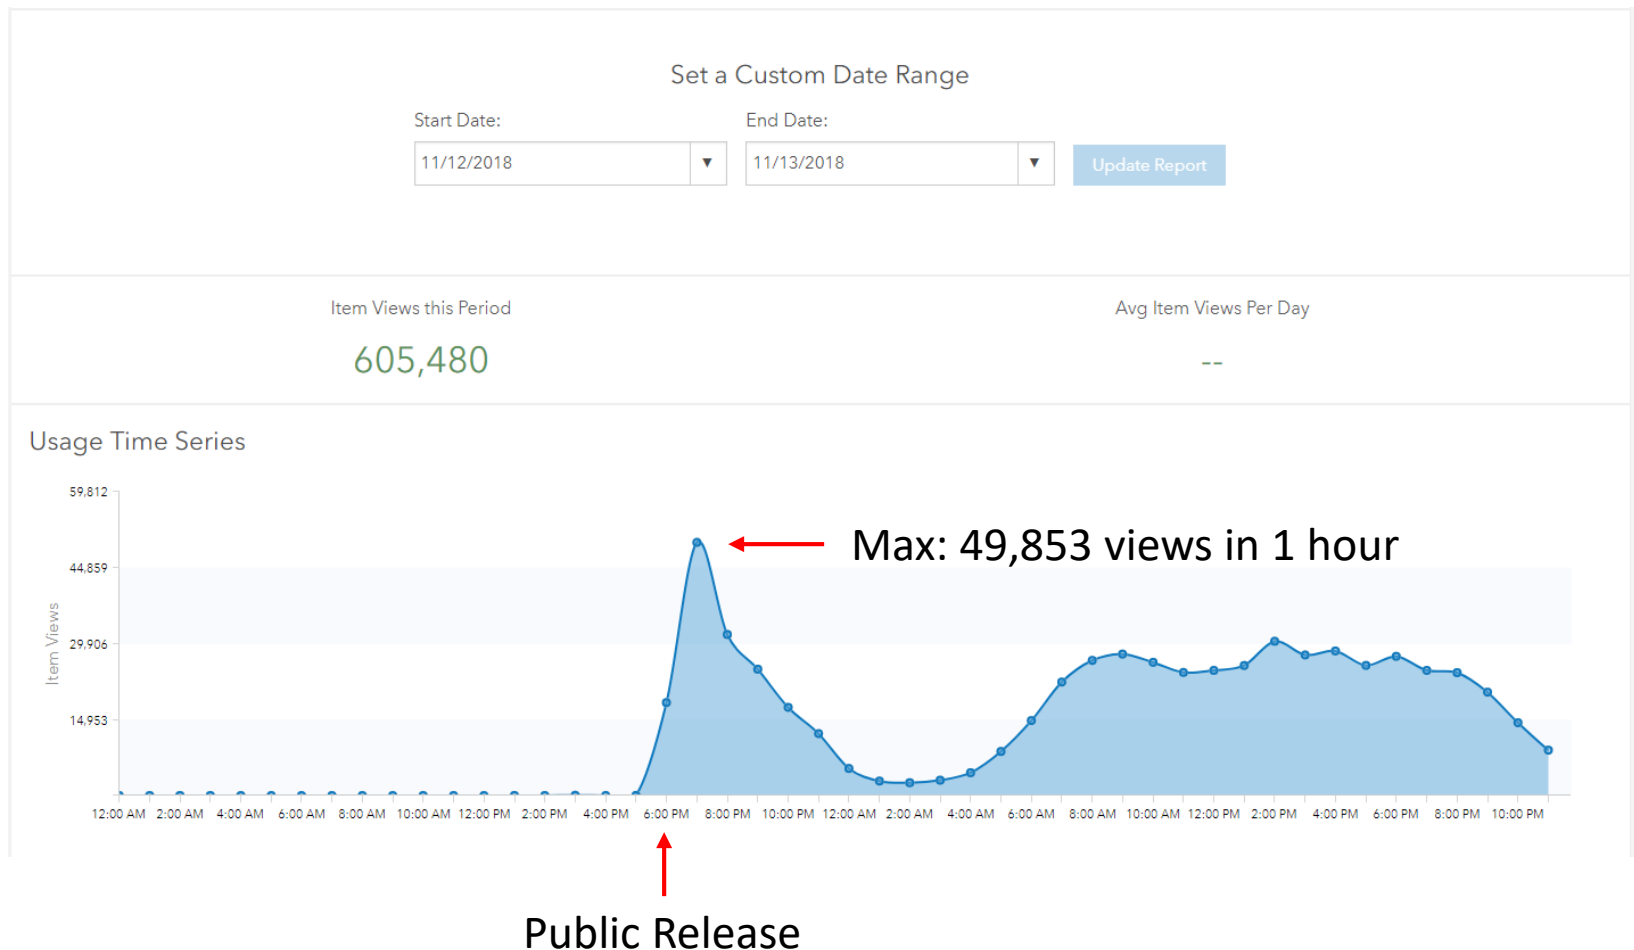 Set a Custom Date Range
Start Date: End Date:
11/12/2018 ▼ 11/13/2018 ▼ Update Report
Item Views this Period Avg Item Views Per Day
605,480 --
Usage Time Series
59,812
Max: 49,853 views in 1 hour
44,859
Item Views
29,906
14,953
12:00 AM 2:00 AM 4:00 AM 6:00 AM 8:00 AM 10:00 AM 12:00 PM 2:00 PM 4:00 PM 6:00 PM 8:00 PM 10:00 PM 12:00 AM 2:00 AM 4:00 AM 6:00 AM 8:00 AM 10:00 AM 12:00 PM 2:00 PM 4:00 PM 6:00 PM 8:00 PM 10:00 PM
Public Release